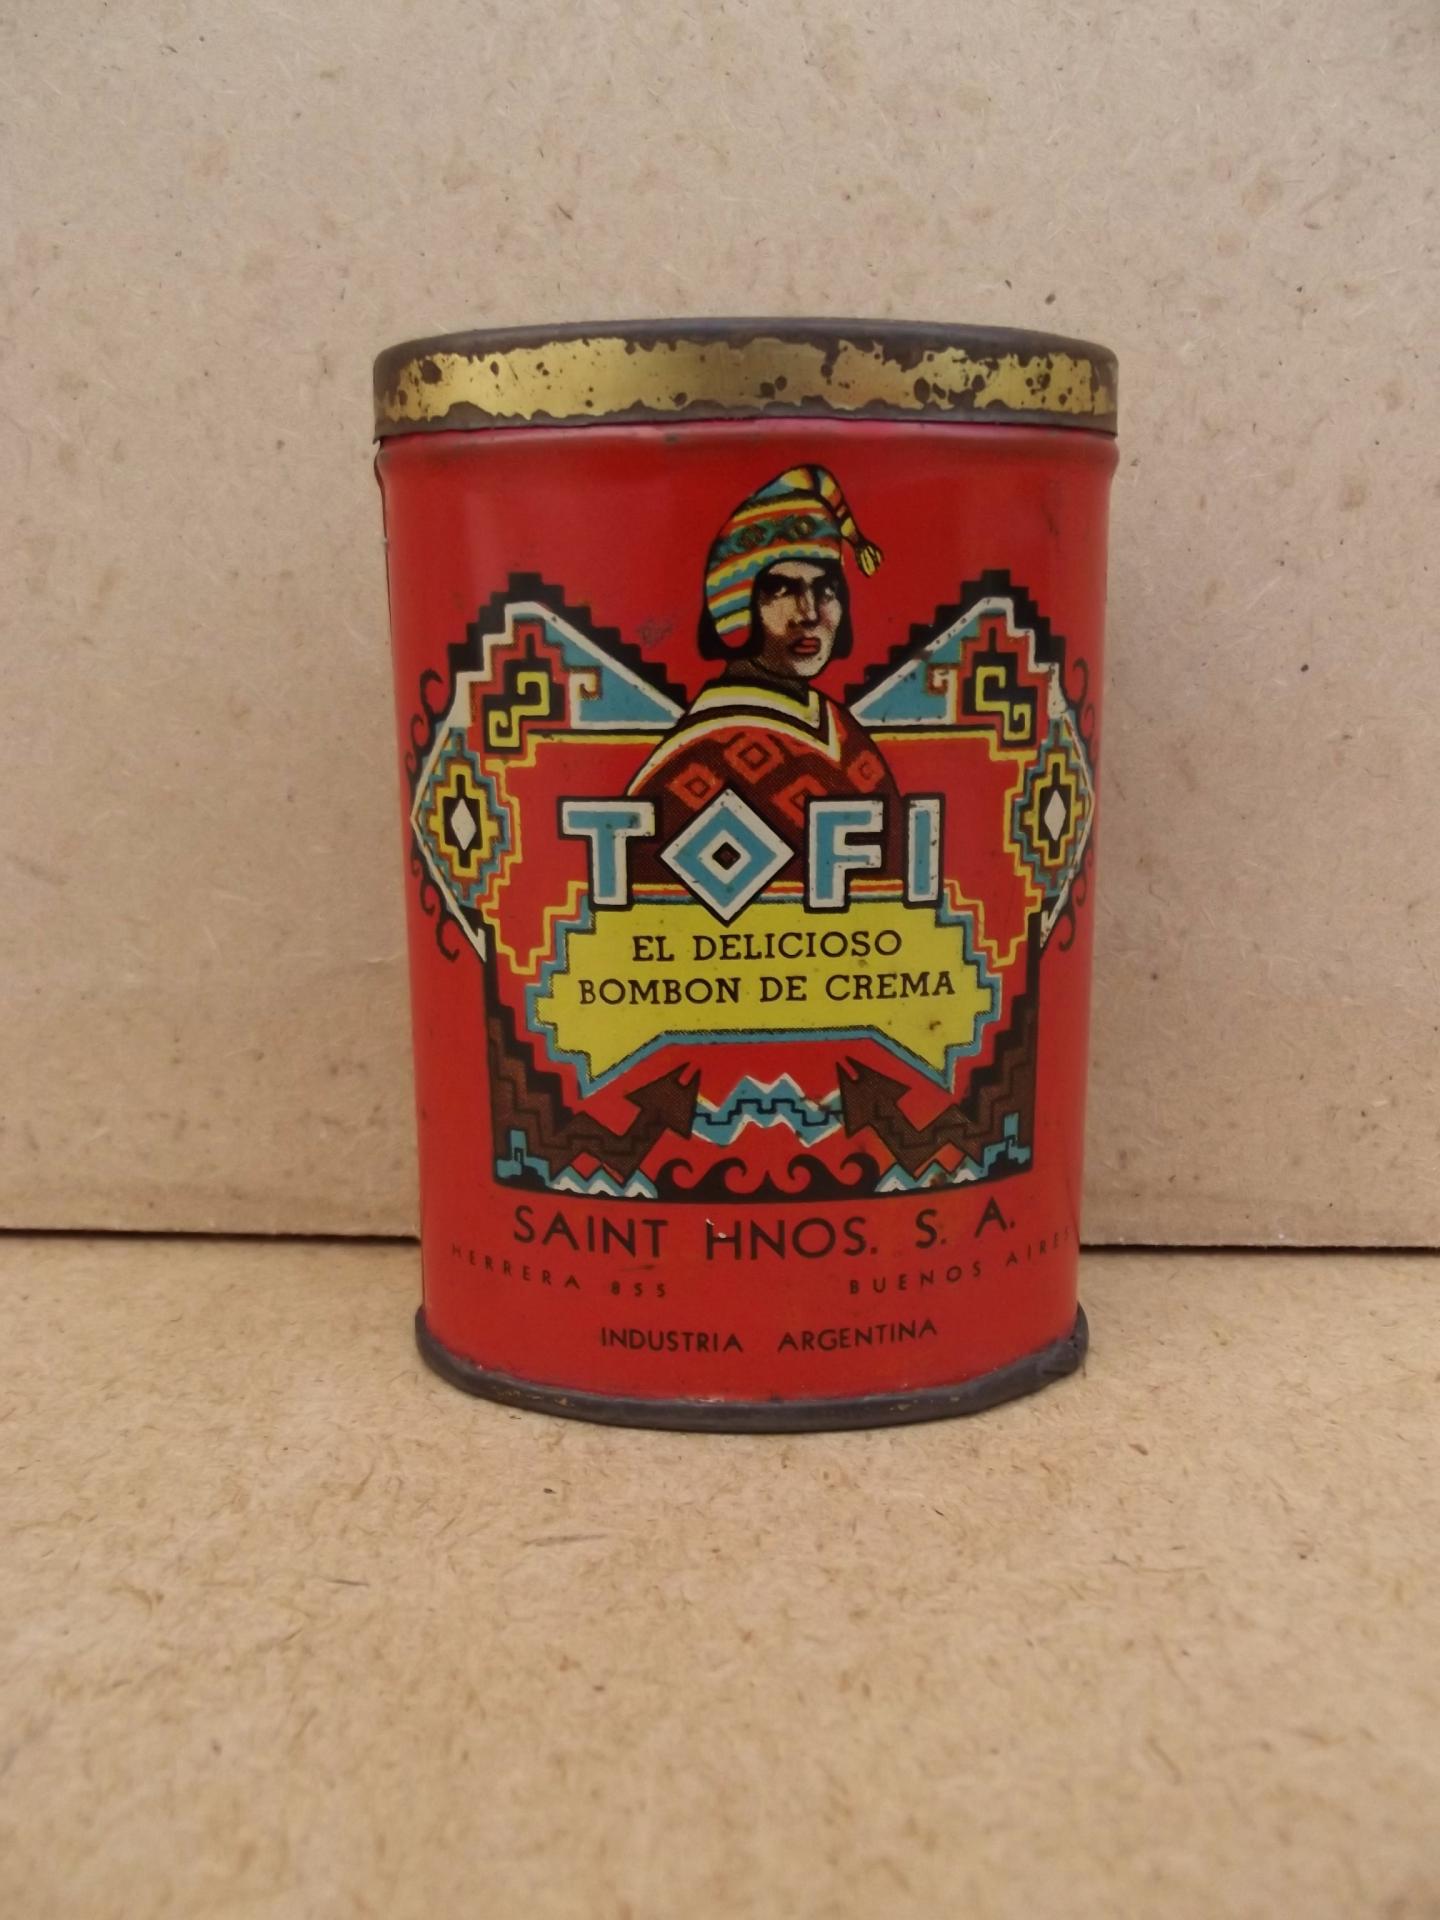 TOFI
EL DELICIOSO
BOMBON DE CREMA
SAINT HNOS. S. A.
HERRERA 855 BUENOS AIRES
INDUSTRIA ARGENTINA